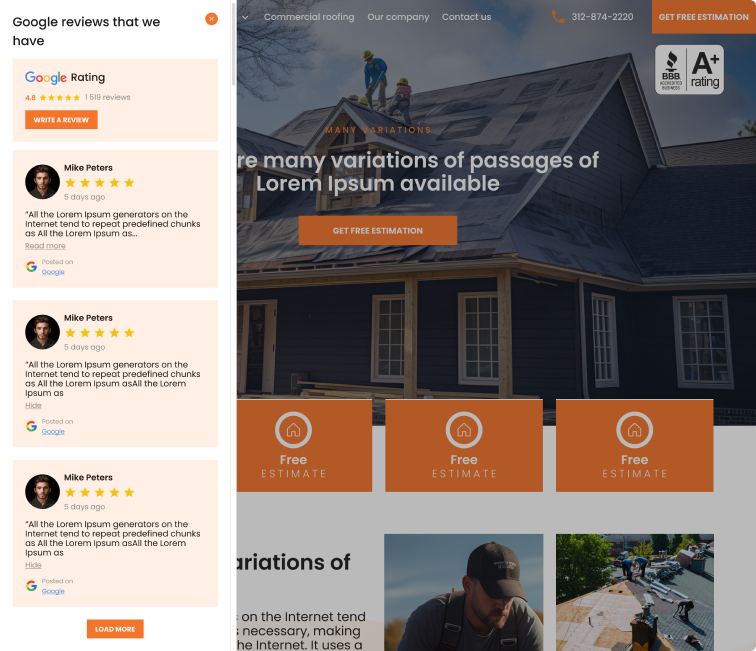 Google reviews that we
have
Google Rating
4.8 1 519 reviews
WRITE A REVIEW
Mike Peters
5 days ago
“All the Lorem Ipsum generators on the
Internet tend to repeat predefined chunks
as All the Lorem Ipsum as...
Read more
Posted on
Google
Mike Peters
5 days ago
“All the Lorem Ipsum generators on the
Internet tend to repeat predefined chunks
as All the Lorem Ipsum asAll the Lorem
Ipsum as
Hide
Posted on
Google
Mike Peters
5 days ago
“All the Lorem Ipsum generators on the
Internet tend to repeat predefined chunks
as All the Lorem Ipsum asAll the Lorem
Ipsum as
Hide
Posted on
Google
LOAD MORE
Commercial roofing Our company Contact us 312-874-2220 GET FREE ESTIMATION
BBB
ACCREDITED
BUSINESS
A+
rating
MANY VARIATIONS
re many variations of passages of
Lorem Ipsum available
GET FREE ESTIMATION
Free
ESTIMATE
Free
ESTIMATE
Free
ESTIMATE
ariations of
on the Internet tend
necessary, making
he Internet. It uses a